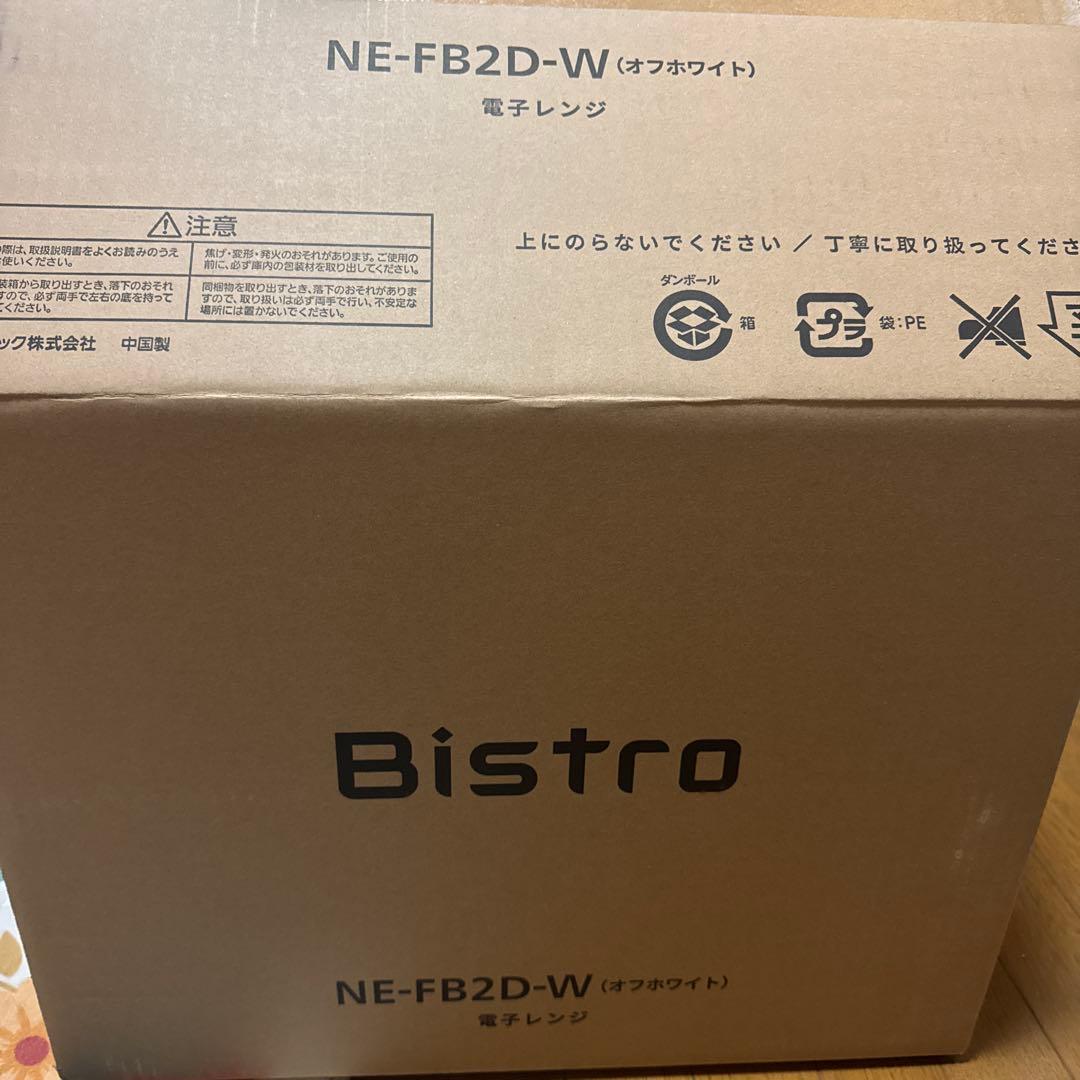 NE-FB2D-W（オフホワイト）
電子レンジ
注意
際は、取扱説明書をよくお読みのうえ
使いください。
焦げ・変形・発火のおそれがあります。ご使用の
前に、必ず庫内の包装材を取り出してください。
装箱から取り出すとき、落下のおそれ
すので、必ず両手で左右の底を持って
ください。
同梱物を取り出すとき、落下のおそれがありま
すので、取り扱いは必ず両手で行い、不安定な
場所には置かないでください。
ック株式会社 中国製
上にのらないでください ／ 丁寧に取り扱ってくださ
ダンボール
箱
プラ 袋:PE
Bistro
NE-FB2D-W（オフホワイト）
電子レンジ